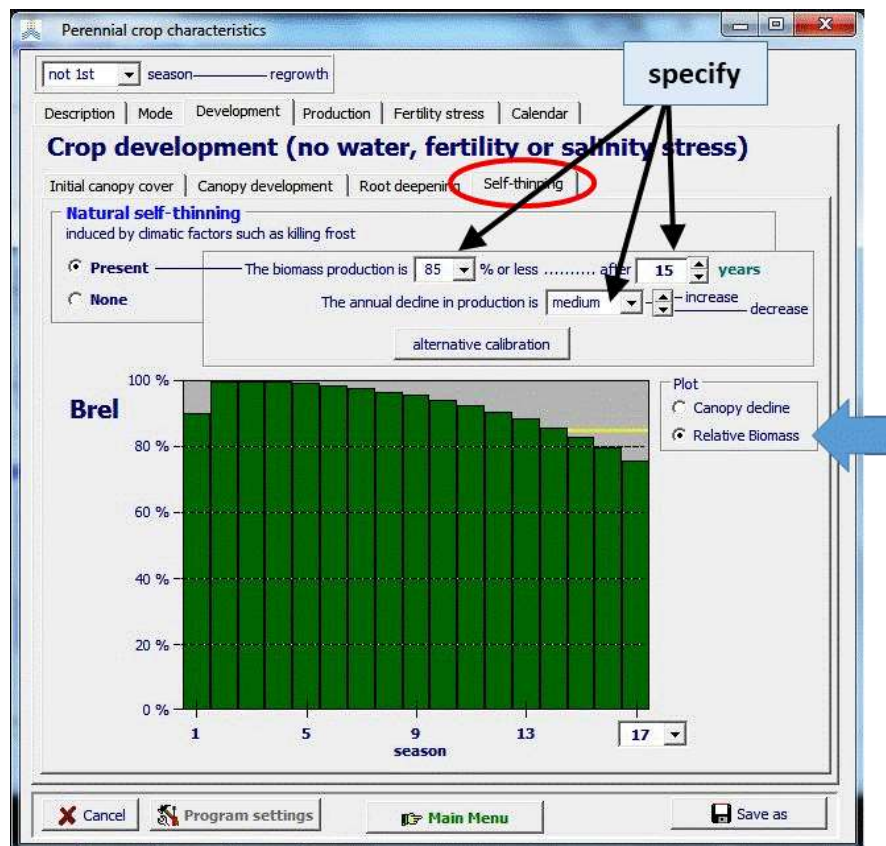 Perennial crop characteristics
not 1st season regrowth
specify
Description Mode Development Production Fertility stress Calendar
Crop development (no water, fertility or salinity stress)
Initial canopy cover Canopy development Root deepening Self-thinning
Natural self-thinning
induced by climatic factors such as killing frost
Present The biomass production is 85 % or less .......... after 15 years
None The annual decline in production is medium - increase
decrease
alternative calibration
Brel
100 %
80 %
60 %
40 %
20 %
0 %
1 5 9 13 17
season
Plot
Canopy decline
Relative Biomass
Cancel Program settings Main Menu Save as